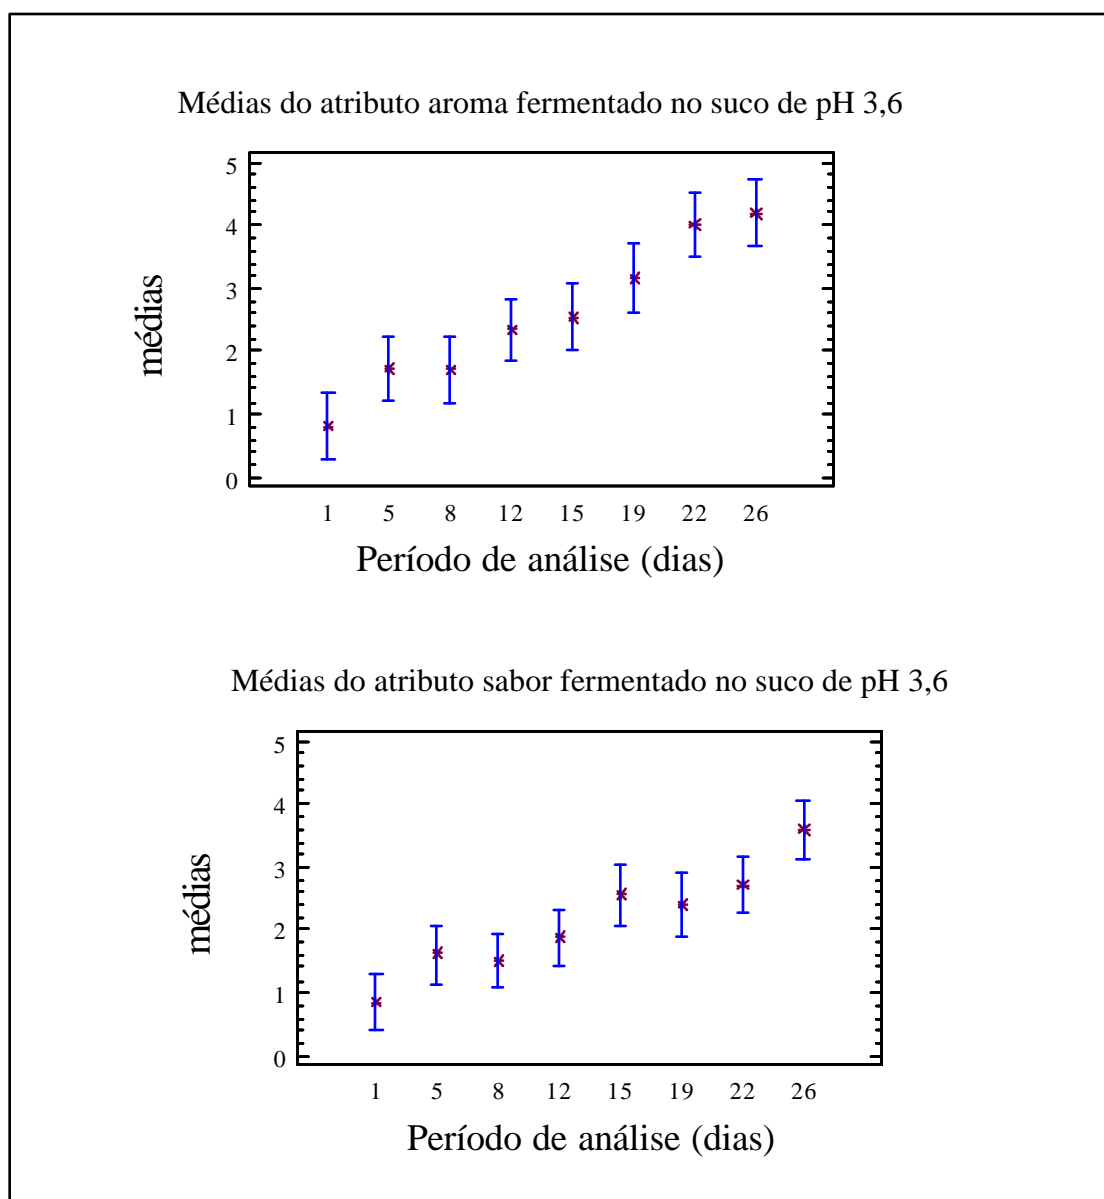 Médias do atributo aroma fermentado no suco de pH 3,6
5
4
3
2
1
0
médias
1 5 8 12 15 19 22 26
Período de análise (dias)
Médias do atributo sabor fermentado no suco de pH 3,6
5
4
3
2
1
0
médias
1 5 8 12 15 19 22 26
Período de análise (dias)